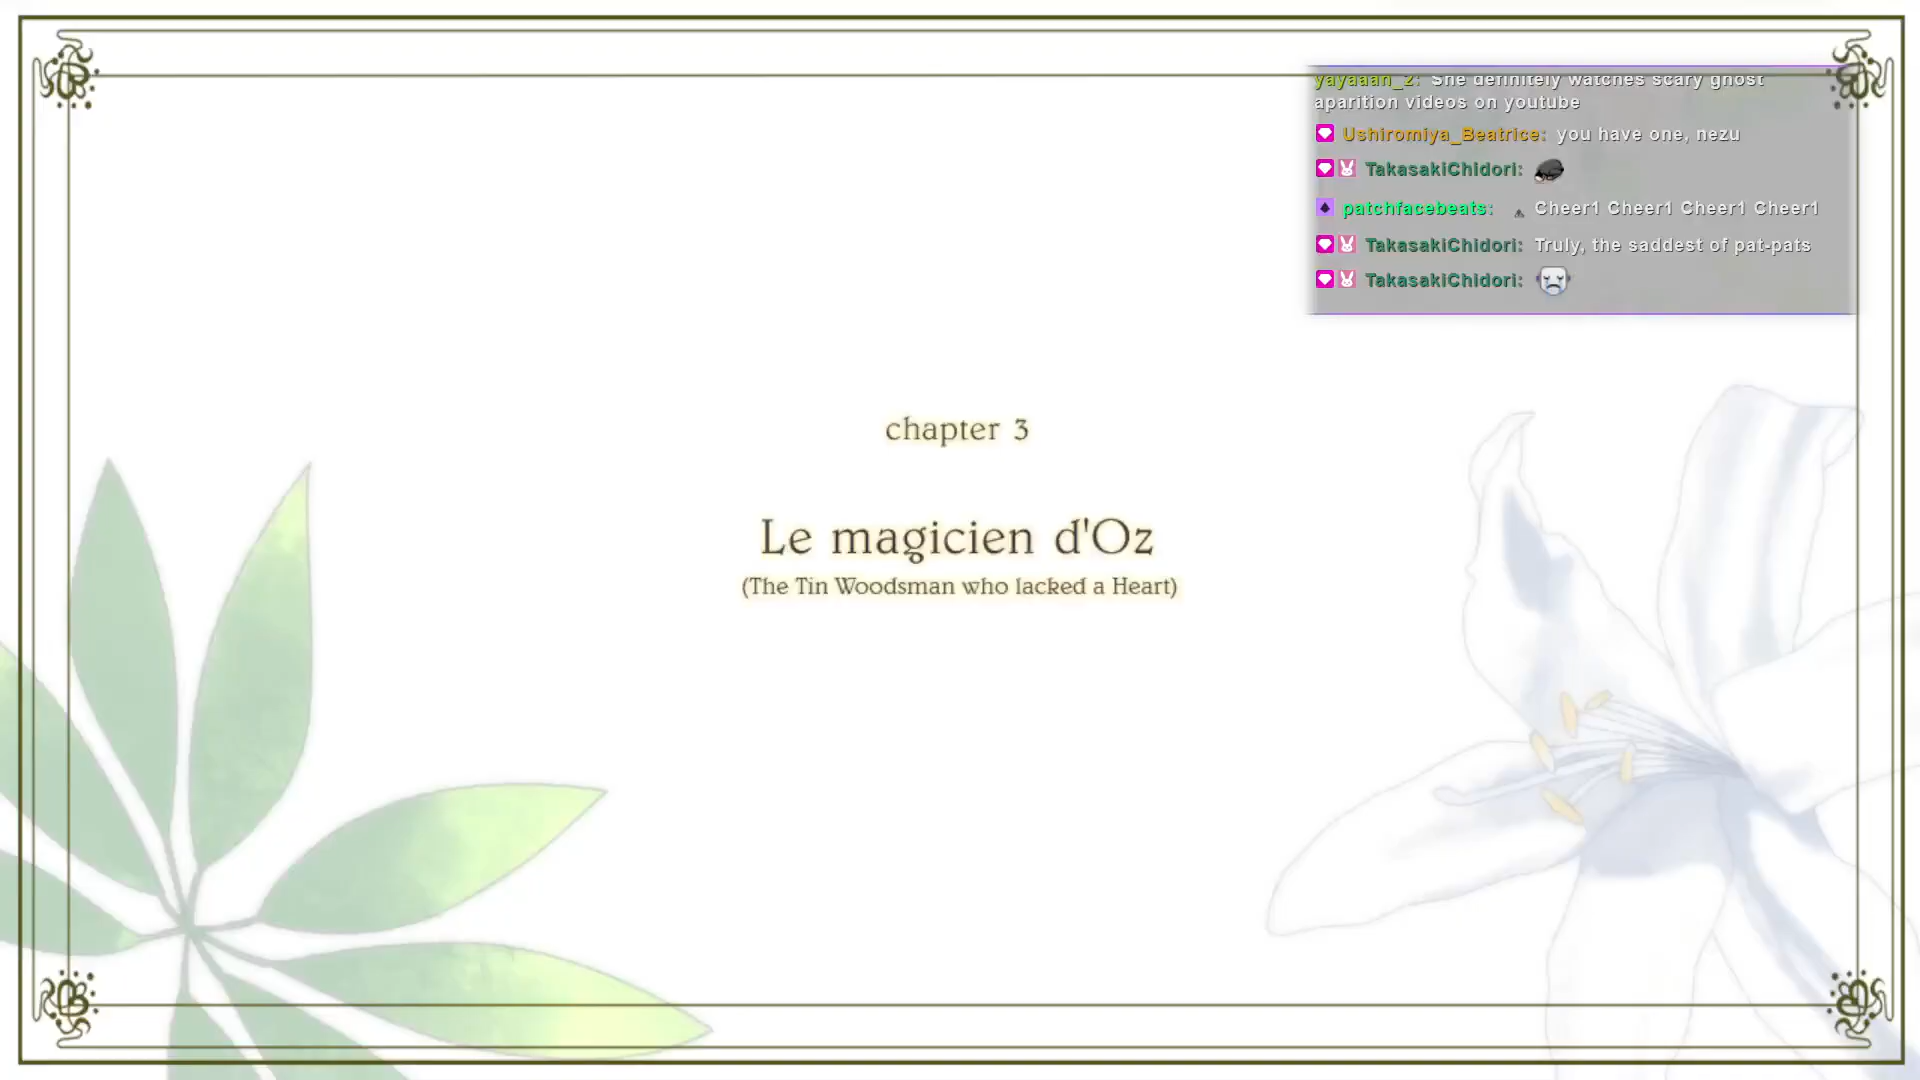 yayaaan_2: She definitely watches scary ghost
aparition videos on youtube
Ushiromiya_Beatrice: you have one, nezu
TakasakiChidori:
patchfacebeats: Cheer1 Cheer1 Cheer1 Cheer1
TakasakiChidori: Truly, the saddest of pat-pats
TakasakiChidori:
chapter 3
Le magicien d'Oz
(The Tin Woodsman who lacked a Heart)